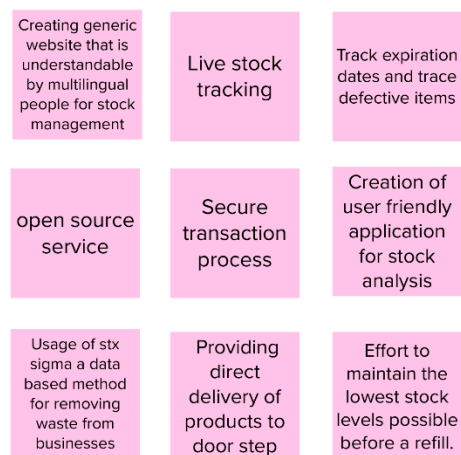 Creating generic
website that is
understandable
by multilingual
people for stock
management
Live stock
tracking
Track expiration
dates and trace
defective items
open source
service
Secure
transaction
process
Creation of
user friendly
application
for stock
analysis
Usage of stx
sigma a data
based method
for removing
waste from
businesses
Providing
direct
delivery of
products to
door step
Effort to
maintain the
lowest stock
levels possible
before a refill.